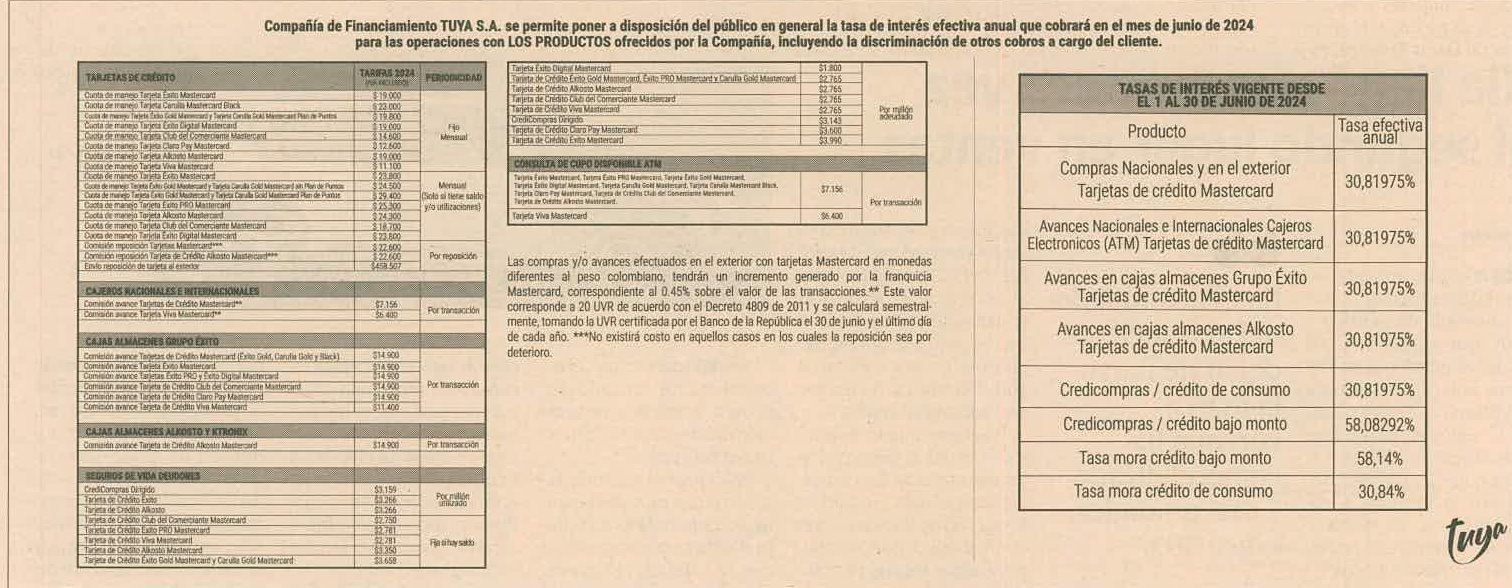 Compañía de Financiamiento TUYA S.A. se permite poner a disposición del público en general la tasa de interés efectiva anual que cobrará en el mes de junio de 2024
para las operaciones con LOS PRODUCTOS ofrecidos por la Compañía, incluyendo la discriminación de otros cobros a cargo del cliente.
TARJETAS DE CRÉDITO TARIFAS 2024 PERIODICIDAD
Cuota de manejo Tarjeta Éxito Mastercard $ 19.000
Cuota de manejo Tarjeta Carulla Mastercard Black $ 23.000
Cuota de manejo Tarjeta Éxito Gold Mastercard y Tarjeta Carulla Gold Mastercard Plan de Puntos $ 19.800
Cuota de manejo Tarjeta Éxito Digital Mastercard $ 19.000
Cuota de manejo Tarjeta Club del Comerciante Mastercard $ 14.600
Cuota de manejo Tarjeta Claro Pay Mastercard $ 12.600
Cuota de manejo Tarjeta Alkosto Mastercard $ 19.000
Cuota de manejo Tarjeta Viva Mastercard $ 11.100
Fijo
Mensual
Cuota de manejo Tarjeta Éxito Mastercard $ 23.800
Cuota de manejo Tarjeta Éxito Gold Mastercard y Tarjeta Carulla Gold Mastercard sin Plan de Puntos $ 24.500
Cuota de manejo Tarjeta Éxito Gold Mastercard y Tarjeta Carulla Gold Mastercard Plan de Puntos $ 29.400
Cuota de manejo Tarjeta Éxito PRO Mastercard $ 25.300
Cuota de manejo Tarjeta Alkosto Mastercard $ 24.300
Cuota de manejo Tarjeta Club del Comerciante Mastercard $ 18.700
Cuota de manejo Tarjeta Éxito Digital Mastercard $ 23.800
Mensual
(Solo si tiene saldo
y/o utilizaciones)
Comisión reposición Tarjetas Mastercard*** $ 22.600
Comisión reposición Tarjeta de Crédito Alkosto Mastercard*** $ 22.600
Envío reposición de tarjeta al exterior $458.507
Por reposición
CAJEROS NACIONALES E INTERNACIONALES
Comisión avance Tarjetas de Crédito Mastercard** $7.156
Comisión avance Tarjeta Viva Mastercard** $6.400
Por transacción
CAJAS ALMACENES GRUPO ÉXITO
Comisión avance Tarjetas de Crédito Mastercard (Éxito Gold, Carulla Gold y Black) $14.900
Comisión avance Tarjeta Éxito Mastercard $14.900
Comisión avance Tarjetas Éxito PRO y Éxito Digital Mastercard $14.900
Comisión avance Tarjeta de Crédito Club del Comerciante Mastercard $14.900
Comisión avance Tarjeta de Crédito Claro Pay Mastercard $14.900
Comisión avance Tarjeta de Crédito Viva Mastercard $11.400
Por transacción
CAJAS ALMACENES ALKOSTO Y KTRONIX
Comisión avance Tarjeta de Crédito Alkosto Mastercard $14.900 Por transacción
SEGUROS DE VIDA DEUDORES
CrediCompras Dirigido $3.159
Tarjeta de Crédito Éxito $3.266
Tarjeta de Crédito Alkosto $3.266
Por millón
utilizado
Tarjeta de Crédito Club del Comerciante Mastercard $2.750
Tarjeta de Crédito Éxito PRO Mastercard $2.781
Tarjeta de Crédito Viva Mastercard $2.781
Tarjeta de Crédito Alkosto Mastercard $3.350
Tarjeta de Crédito Éxito Gold Mastercard y Carulla Gold Mastercard $3.658
Fija si hay saldo
Tarjeta Éxito Digital Mastercard $1.800
Tarjeta de Crédito Éxito Gold Mastercard, Éxito PRO Mastercard y Carulla Gold Mastercard $2.765
Tarjeta de Crédito Alkosto Mastercard $2.765
Tarjeta de Crédito Club del Comerciante Mastercard $2.765
Tarjeta de Crédito Viva Mastercard $2.765
CrediCompras Dirigido $3.143
Tarjeta de Crédito Claro Pay Mastercard $3.600
Tarjeta de Crédito Éxito Mastercard $3.990
Por millón
adeudado
CONSULTA DE CUPO DISPONIBLE ATM
Tarjeta Éxito Mastercard, Tarjeta Éxito PRO Mastercard, Tarjeta Éxito Gold Mastercard,
Tarjeta Éxito Digital Mastercard, Tarjeta Carulla Gold Mastercard, Tarjeta Carulla Mastercard Black,
Tarjeta Claro Pay Mastercard, Tarjeta de Crédito Club del Comerciante Mastercard,
Tarjeta de Crédito Alkosto Mastercard.
$7.156
Tarjeta Viva Mastercard $6.400
Por transacción
Las compras y/o avances efectuados en el exterior con tarjetas Mastercard en monedas
diferentes al peso colombiano, tendrán un incremento generado por la franquicia
Mastercard, correspondiente al 0.45% sobre el valor de las transacciones.** Este valor
corresponde a 20 UVR de acuerdo con el Decreto 4809 de 2011 y se calculará semestral-
mente, tomando la UVR certificada por el Banco de la República el 30 de junio y el último día
de cada año. ***No existirá costo en aquellos casos en los cuales la reposición sea por
deterioro.
TASAS DE INTERÉS VIGENTE DESDE
EL 1 AL 30 DE JUNIO DE 2024
Producto Tasa efectiva
anual
Compras Nacionales y en el exterior
Tarjetas de crédito Mastercard 30,81975%
Avances Nacionales e Internacionales Cajeros
Electronicos (ATM) Tarjetas de crédito Mastercard 30,81975%
Avances en cajas almacenes Grupo Éxito
Tarjetas de crédito Mastercard 30,81975%
Avances en cajas almacenes Alkosto
Tarjetas de crédito Mastercard 30,81975%
Credicompras / crédito de consumo 30,81975%
Credicompras / crédito bajo monto 58,08292%
Tasa mora crédito bajo monto 58,14%
Tasa mora crédito de consumo 30,84%
tuya